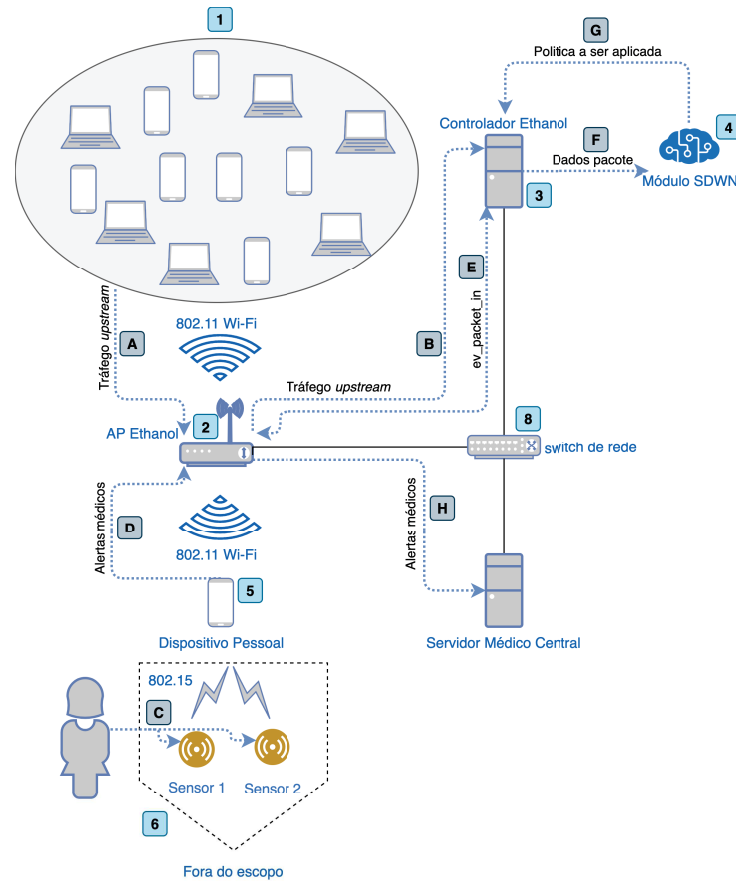 1
G
Politica a ser aplicada
Controlador Ethanol
4
F
Dados pacote
Módulo SDWN
3
B
E
ev_packet_in
Tráfego upstream
A
802.11 Wi-Fi
Tráfego upstream
AP Ethanol
2
8
switch de rede
Alertas médicos
D
802.11 Wi-Fi
Alertas médicos
H
5
Dispositivo Pessoal
Servidor Médico Central
802.15
C
Sensor 1
Sensor 2
6
Fora do escopo